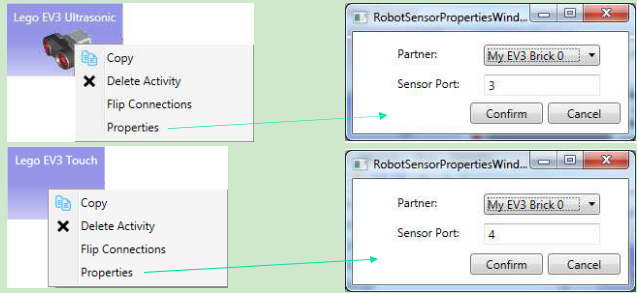 Lego EV3 Ultrasonic
Copy
Delete Activity
Flip Connections
Properties
RobotSensorPropertiesWind...
Partner:
My EV3 Brick 0
Sensor Port:
3
Confirm
Cancel
Lego EV3 Touch
Copy
Delete Activity
Flip Connections
Properties
RobotSensorPropertiesWind...
Partner:
My EV3 Brick 0
Sensor Port:
4
Confirm
Cancel